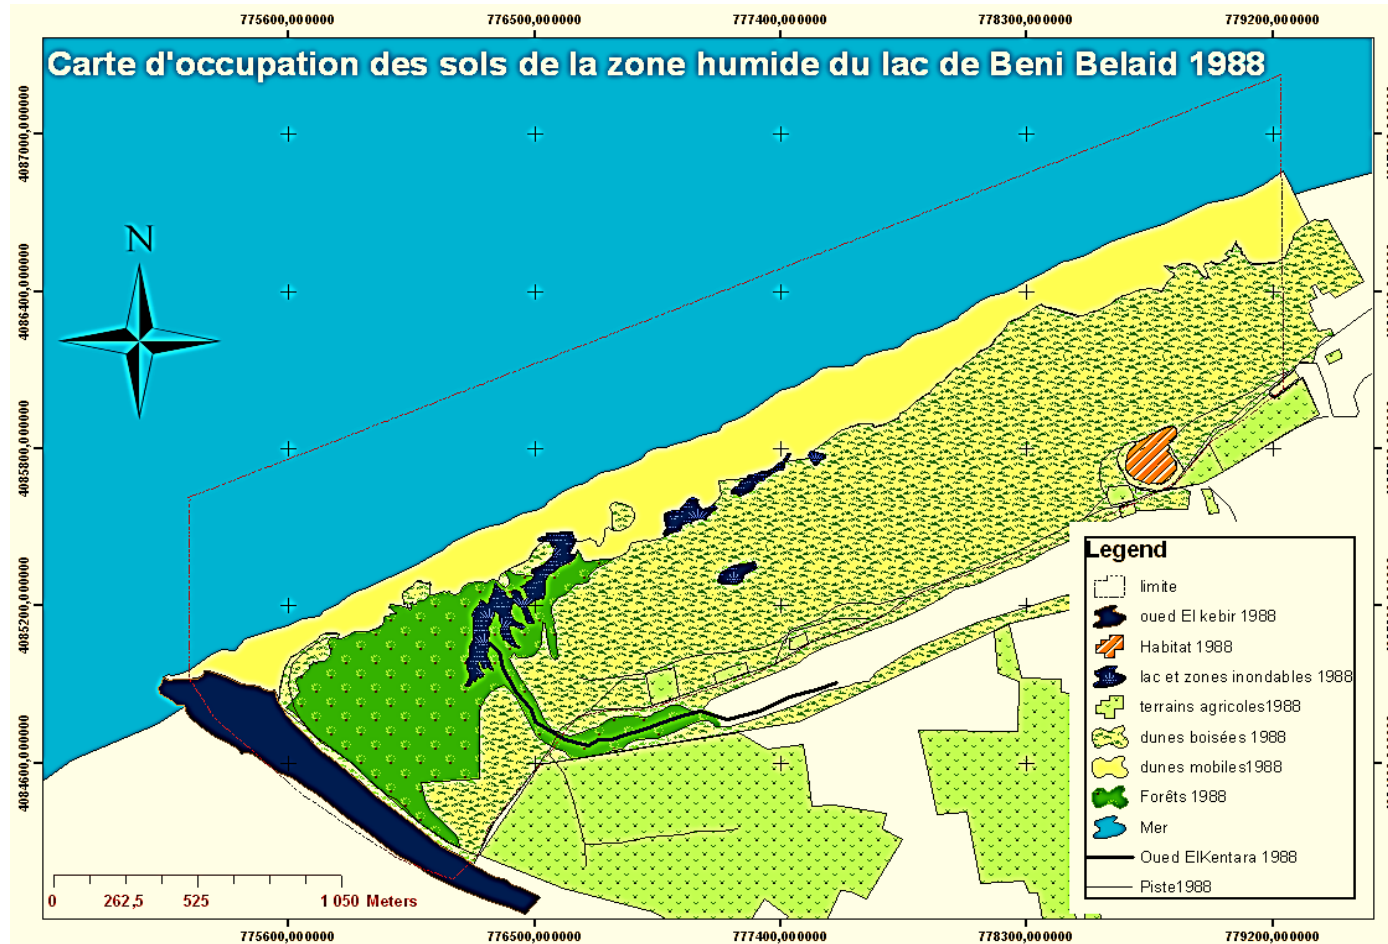 775600,000000 776500,000000 777400,000000 778300,000000 779200,000000
Carte d'occupation des sols de la zone humide du lac de Beni Belaid 1988
4087000,000000
4086400,000000
4085800,000000
4085200,000000
4084600,000000
N
Legend
limite
oued El kebir 1988
Habitat 1988
lac et zones inondables 1988
terrains agricoles1988
dunes boisées 1988
dunes mobiles1988
Forêts 1988
Mer
Oued ElKentara 1988
Piste1988
0 262,5 525 1 050 Meters
775600,000000 776500,000000 777400,000000 778300,000000 779200,000000